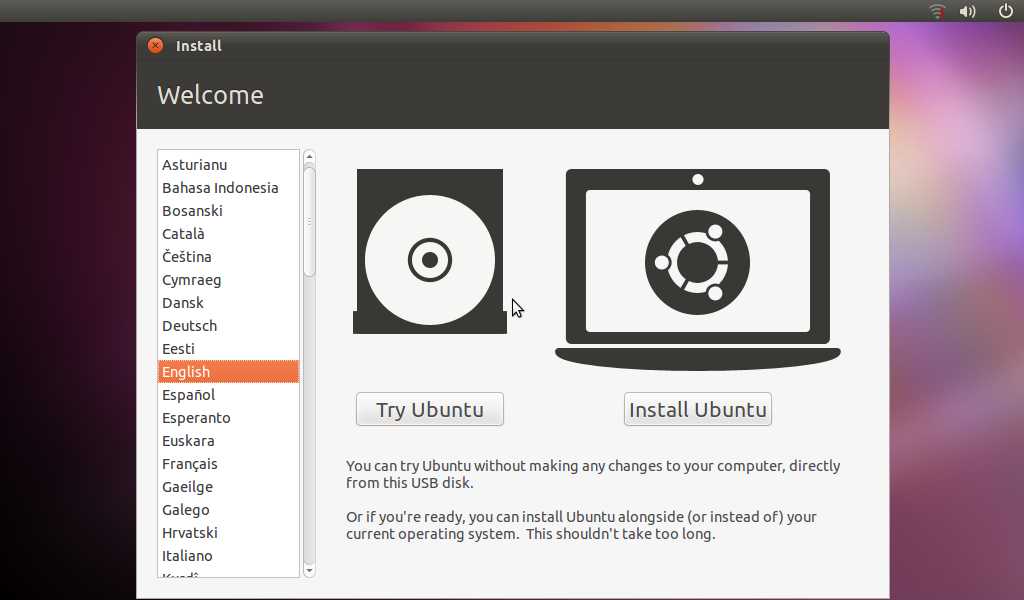 Install
Welcome
Asturianu
Bahasa Indonesia
Bosanski
Català
Čeština
Cymraeg
Dansk
Deutsch
Eesti
English
Español
Esperanto
Euskara
Français
Gaeilge
Galego
Hrvatski
Italiano
Try Ubuntu
Install Ubuntu
You can try Ubuntu without making any changes to your computer, directly
from this USB disk.
Or if you're ready, you can install Ubuntu alongside (or instead of) your
current operating system.  This shouldn't take too long.